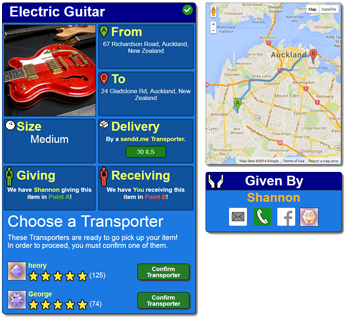 Electric Guitar
From
67 Richardson Road, Auckland,
New Zealand
To
24 Gladstone Rd, Auckland, New
Zealand
Size
Medium
Delivery
By a sendd.me Transporter.
30 ILS
Giving
We have Shannon giving this
item in Point A!
Receiving
We have You receiving this
item in Point B!
Choose a Transporter
These Transporters are ready to go pick up your item!
In order to proceed, you must confirm one of them.
henry
(125)
Confirm
Transporter
George
(74)
Confirm
Transporter
Map
Satellite
Auckland
A
B
Map Data ©2014 Google
Terms of Use
Report a map error
Given By
Shannon